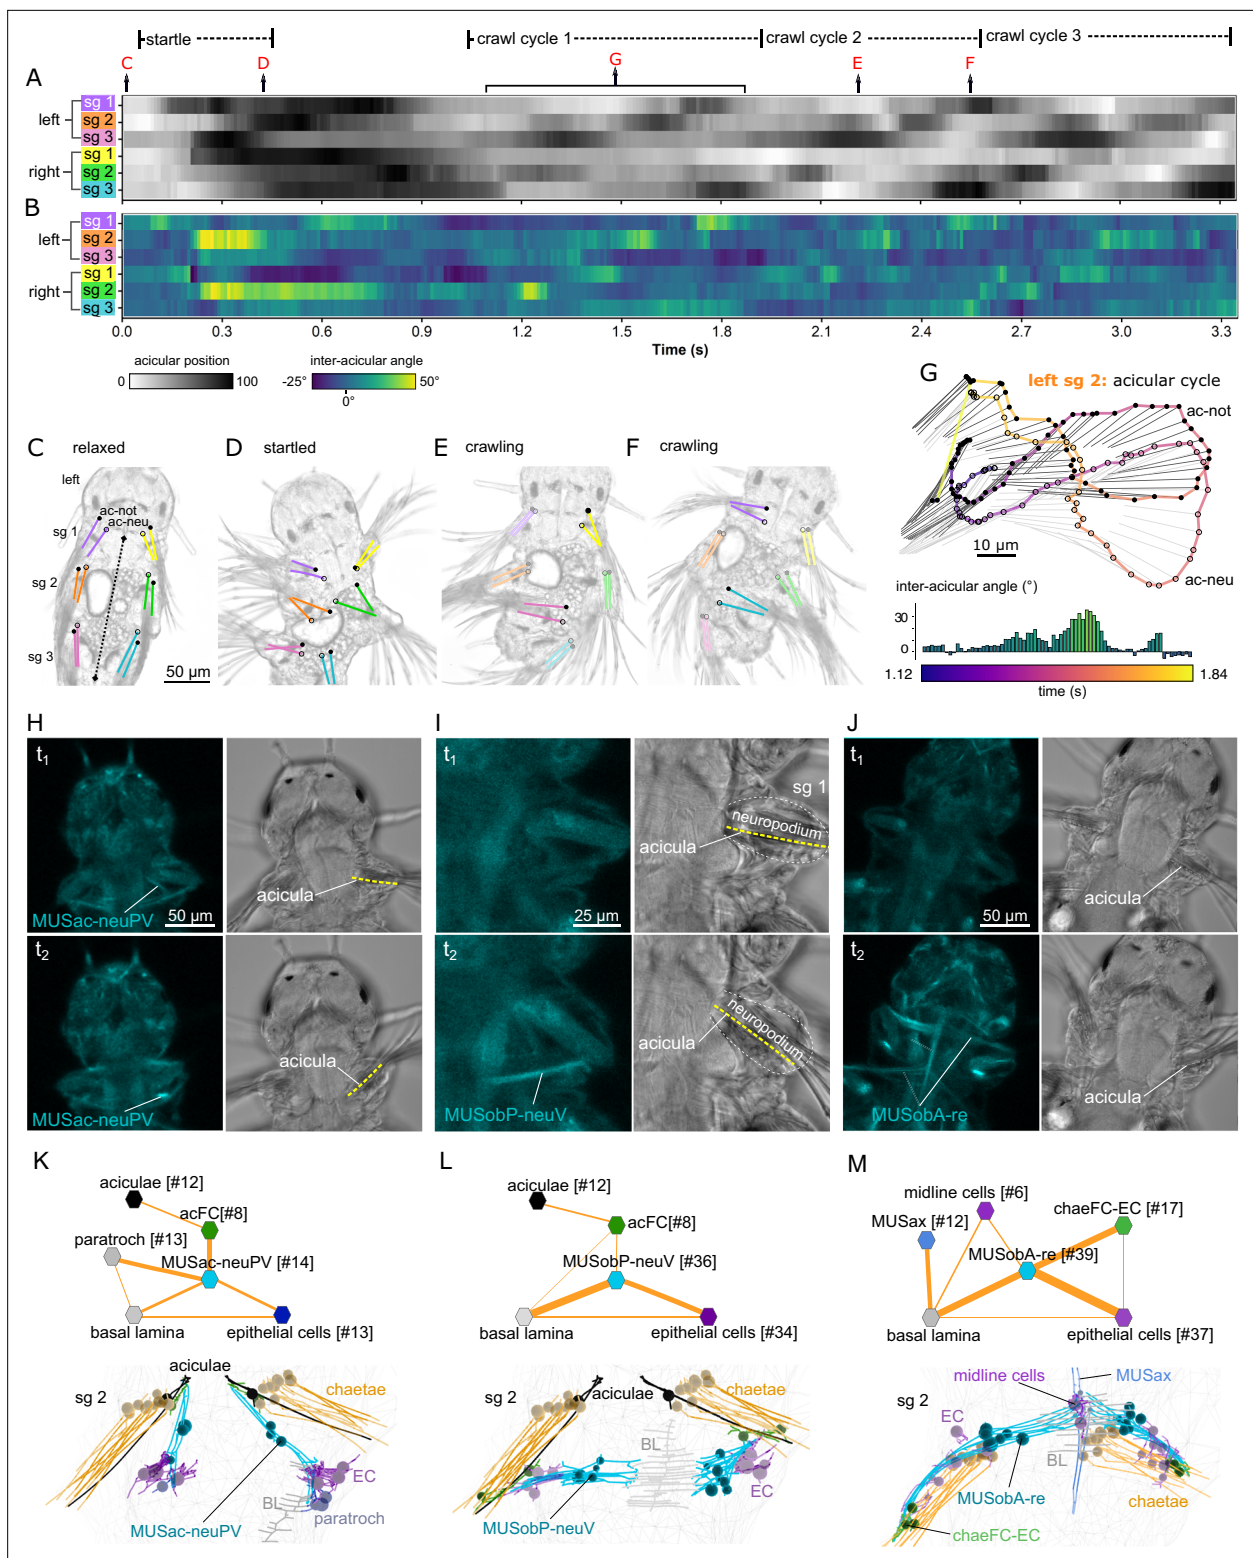 startle
crawl cycle 1
crawl cycle 2
crawl cycle 3
C
D
G
E
F
A
left
sg 1
sg 2
sg 3
right
sg 1
sg 2
sg 3
B
left
sg 1
sg 2
sg 3
right
sg 1
sg 2
sg 3
0.0 0.3 0.6 0.9 1.2 1.5 1.8 2.1 2.4 2.7 3.0 3.3
Time (s)
acicular position
0 100
inter-acicular angle
-25° 50°
0°
C relaxed
left
ac-not
ac-neu
sg 1
sg 2
sg 3
50 µm
D startled
E crawling
F crawling
G left sg 2: acicular cycle
ac-not
ac-neu
10 µm
inter-acicular angle (°)
30
0
1.12 1.84
time (s)
H
t1
MUSac-neuPV
50 µm
acicula
t2
MUSac-neuPV
acicula
I
t1
25 µm
sg 1
neuropodium
acicula
t2
MUSobP-neuV
neuropodium
acicula
J
t1
50 µm
acicula
t2
MUSobA-re
acicula
K
aciculae [#12]
acFC[#8]
paratroch [#13]
MUSac-neuPV [#14]
basal lamina
epithelial cells [#13]
aciculae
sg 2
chaetae
EC
BL
paratroch
MUSac-neuPV
L
aciculae [#12]
acFC[#8]
MUSobP-neuV [#36]
basal lamina
epithelial cells [#34]
sg 2
aciculae
chaetae
BL
EC
MUSobP-neuV
M
midline cells [#6]
chaeFC-EC [#17]
MUSax [#12]
MUSobA-re [#39]
basal lamina
epithelial cells [#37]
midline cells
MUSax
sg 2
EC
BL
MUSobA-re
chaetae
chaeFC-EC